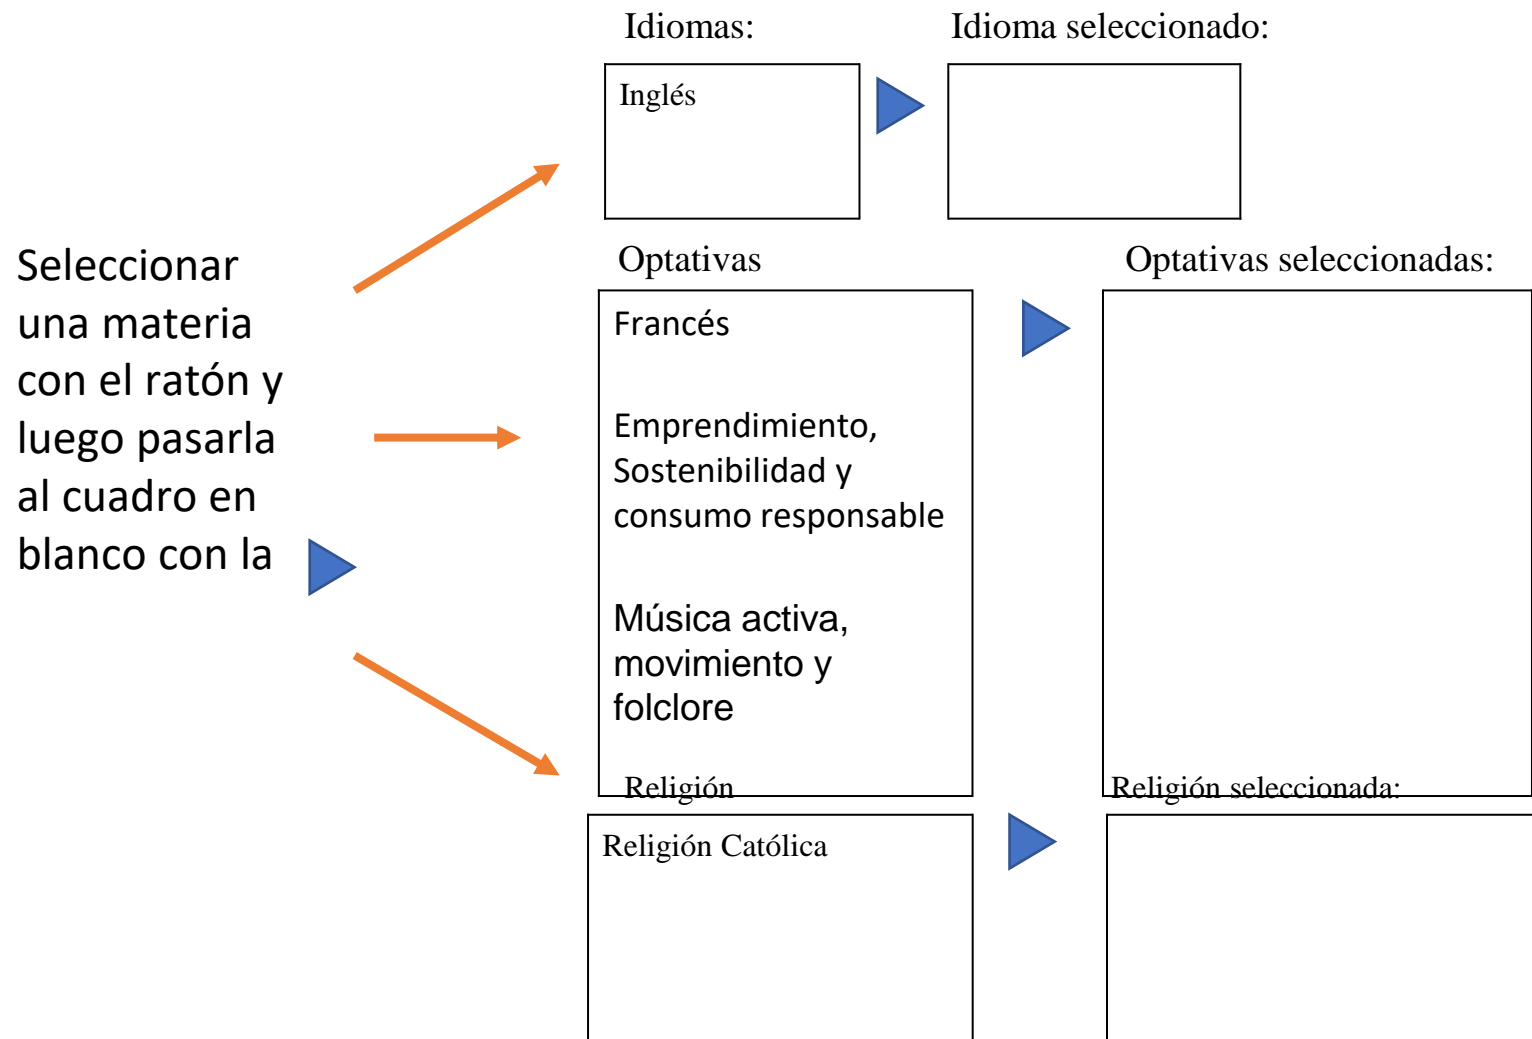 Idiomas:
Idioma seleccionado:
Inglés
Seleccionar
una materia
con el ratón y
luego pasarla
al cuadro en
blanco con la
Optativas
Optativas seleccionadas:
Francés
Emprendimiento,
Sostenibilidad y
consumo responsable
Música activa,
movimiento y
folclore
Religión
Religión seleccionada:
Religión Católica